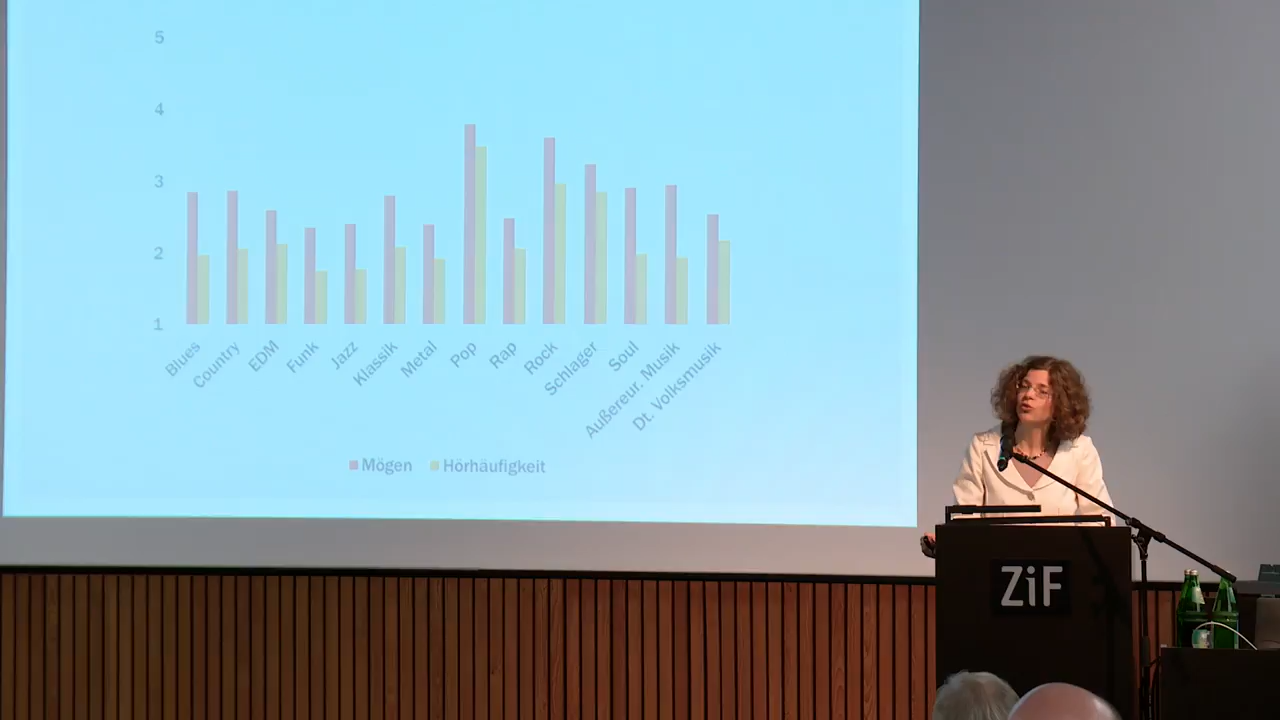 5
4
3
2
1
Blues
Country
EDM
Funk
Jazz
Klassik
Metal
Pop
Rap
Rock
Schlager
Soul
Außereur. Musik
Dt. Volksmusik
Mögen Hörhäufigkeit
ZiF